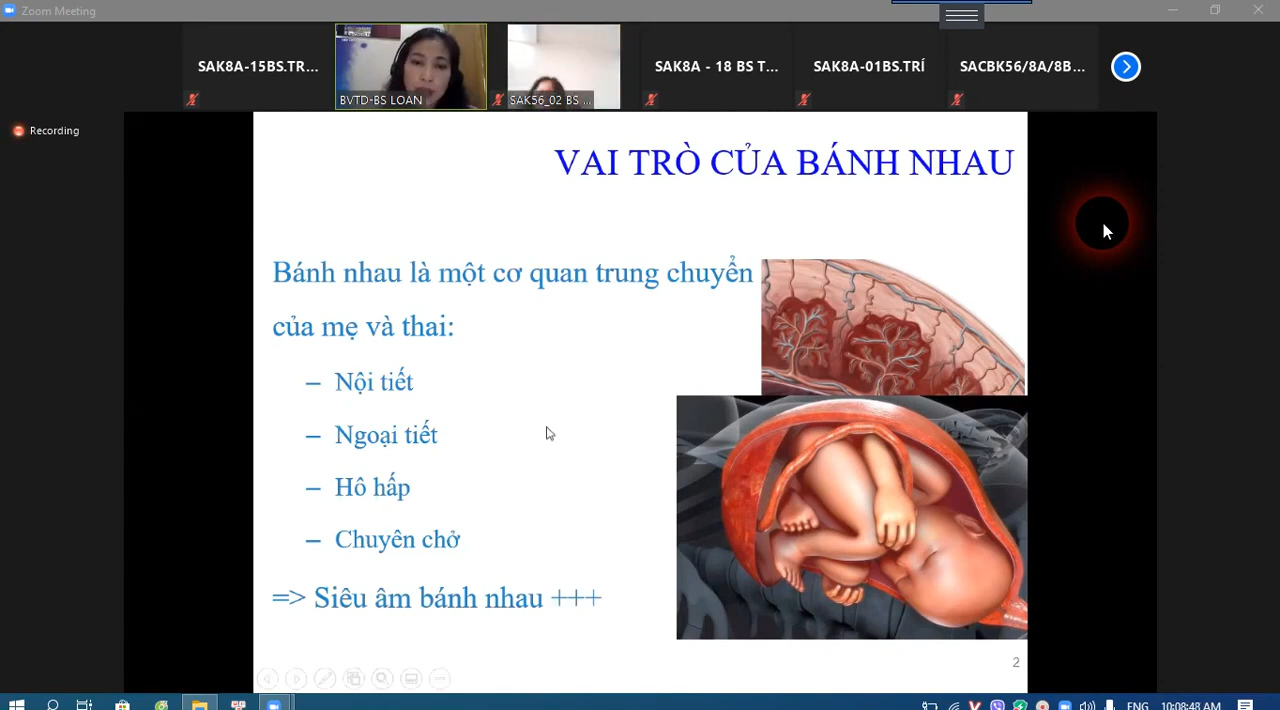 Zoom Meeting
SAK8A-15BS.TR...
BVTD-BS LOAN
SAK56_02 BS ...
SAK8A - 18 BS T...
SAK8A-01BS.TRÍ
SACBK56/8A/8B...
Recording
VAI TRÒ CỦA BÁNH NHAU
Bánh nhau là một cơ quan trung chuyển
của mẹ và thai:
– Nội tiết
– Ngoại tiết
– Hô hấp
– Chuyên chở
=> Siêu âm bánh nhau +++
2
ENG
10:08:48 AM